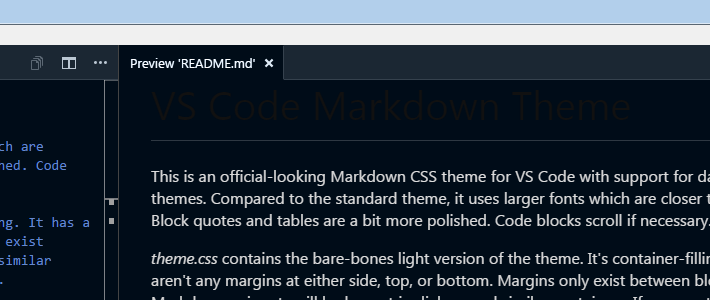 Preview 'README.md'
VS Code Markdown Theme
ch are
ned. Code
ng. It has a
exist
similar
This is an official-looking Markdown CSS theme for VS Code with support for da
themes. Compared to the standard theme, it uses larger fonts which are closer t
Block quotes and tables are a bit more polished. Code blocks scroll if necessary.
theme.css contains the bare-bones light version of the theme. It's container-fillin
aren't any margins at either side, top, or bottom. Margins only exist between blo